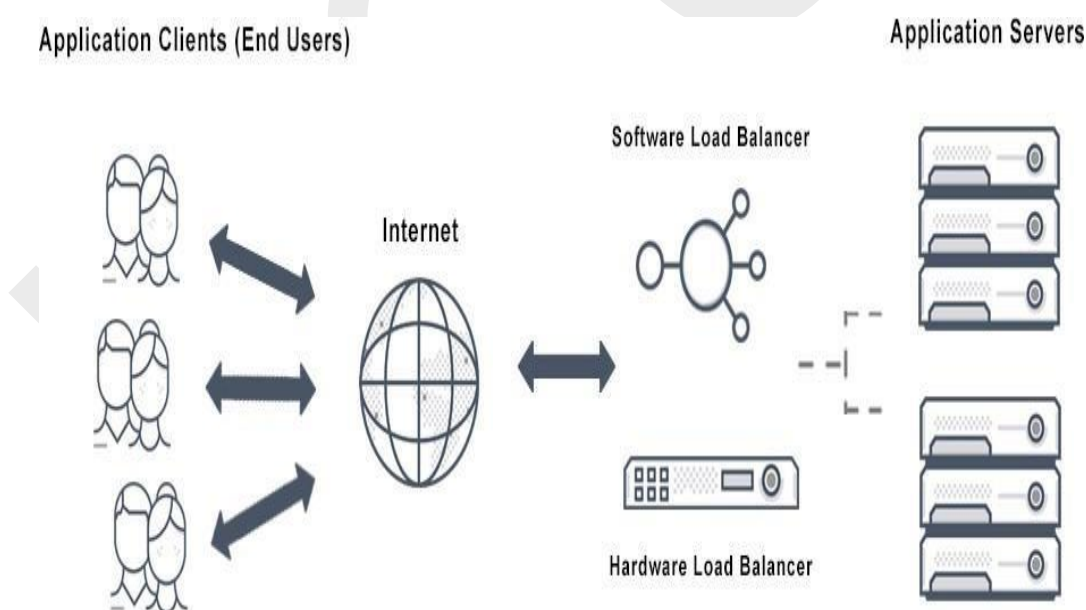 Application Clients (End Users)
Application Servers
Software Load Balancer
Internet
Hardware Load Balancer